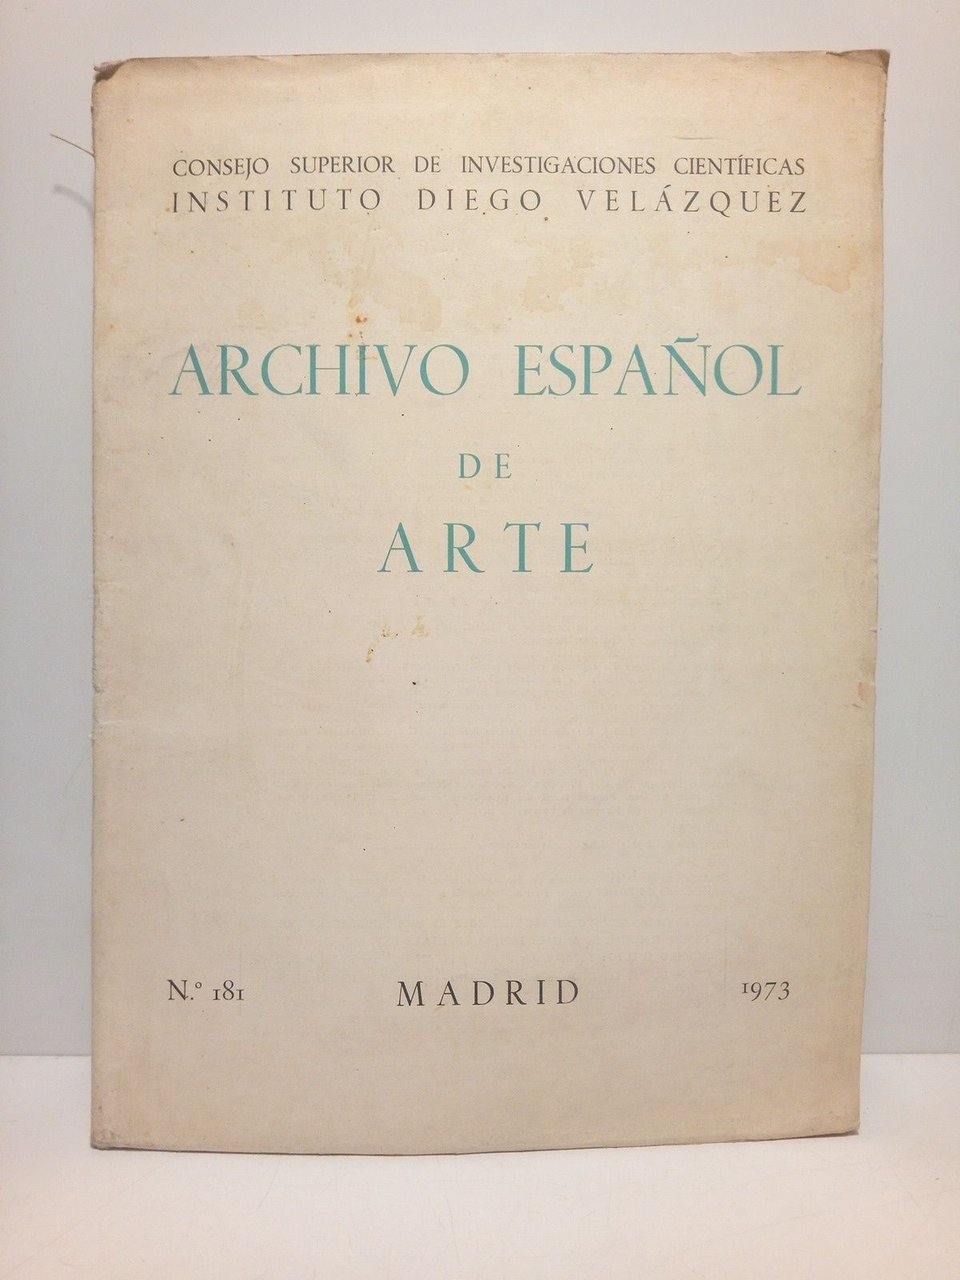 CONSEJO SUPERIOR DE INVESTIGACIONES CIENTÍFICAS
INSTITUTO DIEGO VELÁZQUEZ
ARCHIVO ESPAÑOL
DE
ARTE
N.º 181 MADRID 1973